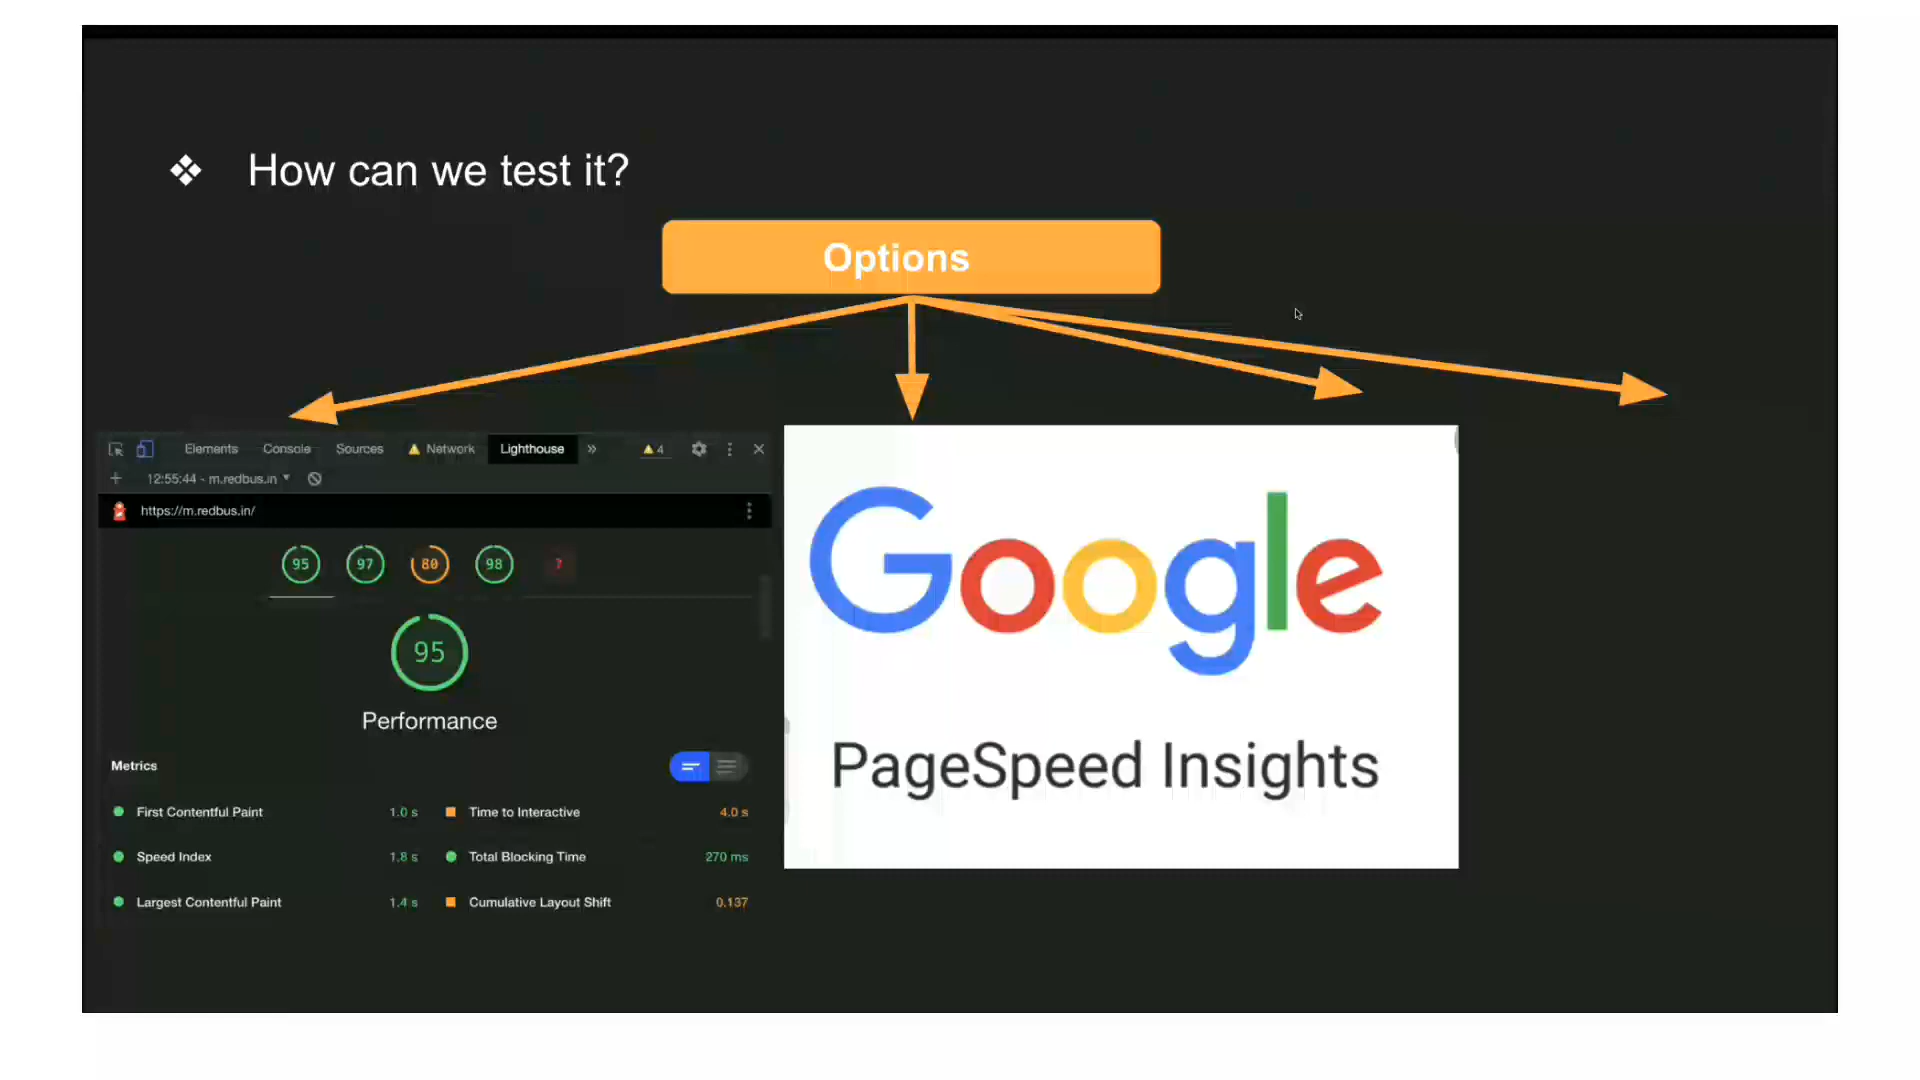 How can we test it?
Options
Elements Console Sources Network Lighthouse » 4
+ 12:55:44 - m.redbus.in
https://m.redbus.in/
95 97 80 98 ?
95
Performance
Metrics
First Contentful Paint 1.0 s Time to Interactive 4.0 s
Speed Index 1.8 s Total Blocking Time 270 ms
Largest Contentful Paint 1.4 s Cumulative Layout Shift 0.137
Google
PageSpeed Insights